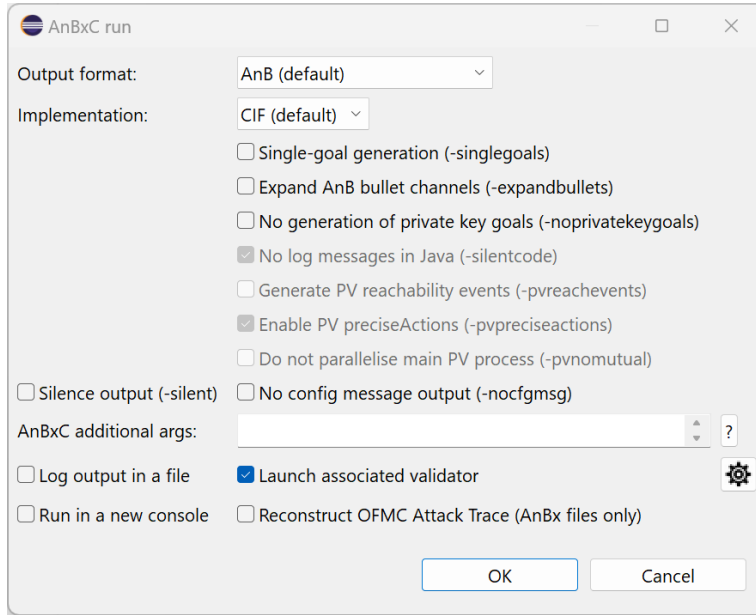 AnBxC run
Output format: AnB (default)
Implementation: CIF (default)
Single-goal generation (-singlegoals)
Expand AnB bullet channels (-expandbullets)
No generation of private key goals (-noprivatekeygoals)
No log messages in Java (-silentcode)
Generate PV reachability events (-pvreachevents)
Enable PV preciseActions (-pvpreciseactions)
Do not parallelise main PV process (-pvnomutual)
Silence output (-silent) No config message output (-nocfgmsg)
AnBxC additional args: ?
Log output in a file Launch associated validator
Run in a new console Reconstruct OFMC Attack Trace (AnBx files only)
OK Cancel